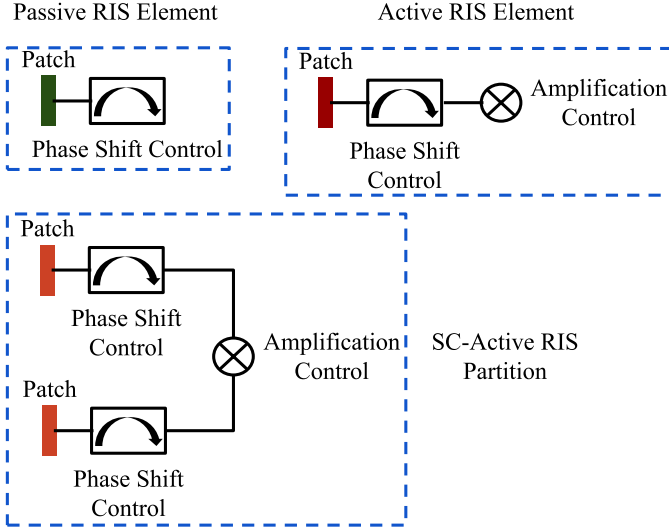 Passive RIS Element
Active RIS Element
Patch
Phase Shift Control
Patch
Amplification
Control
Phase Shift
Control
Patch
Phase Shift
Control
Amplification
Control
SC-Active RIS
Partition
Patch
Phase Shift
Control